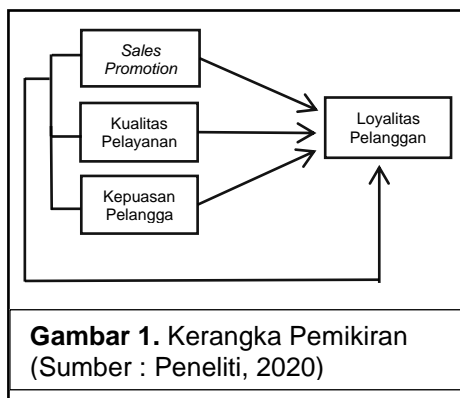 Sales
Promotion
Kualitas
Pelayanan
Kepuasan
Pelangga
Loyalitas
Pelanggan
Gambar 1. Kerangka Pemikiran
(Sumber : Peneliti, 2020)